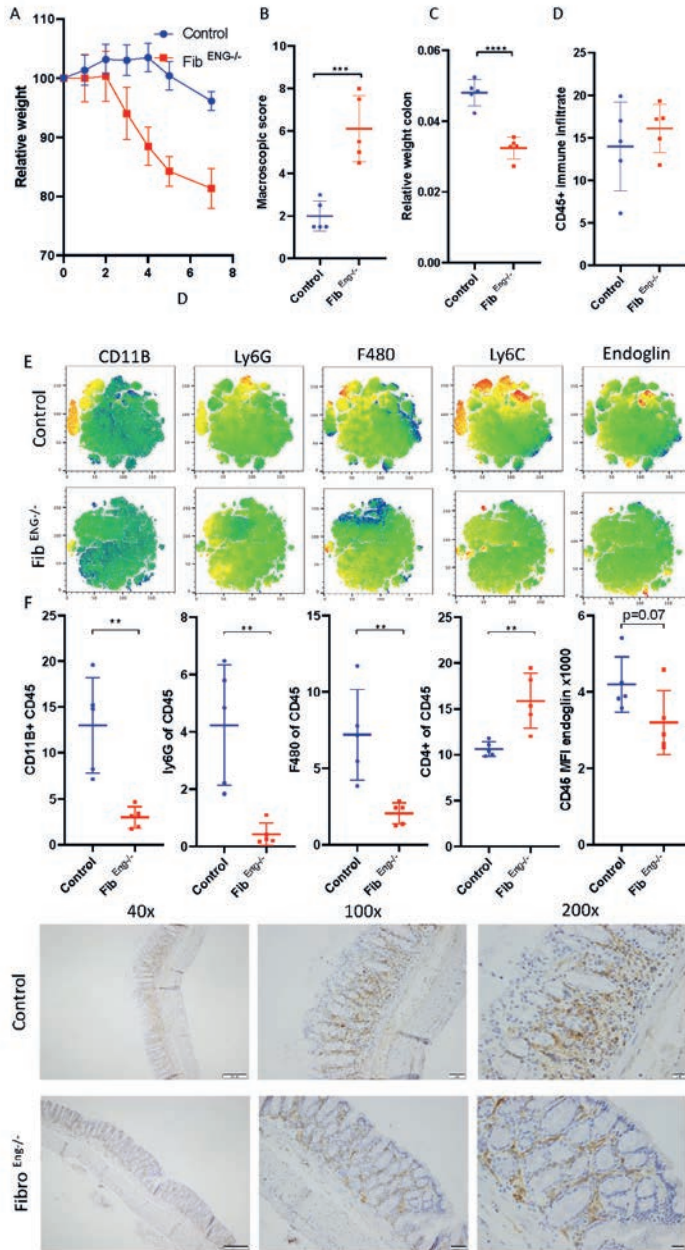 A
Control
Fib ENG-/-
Relative weight
110
100
90
80
70
0 2 4 6 8
D
B
***
Macroscopic score
10
8
6
4
2
0
Control
Fib Eng-/-
C
****
Relative weight colon
0.06
0.04
0.02
0.00
Control
Fib Eng-/-
D
CD45+ immune infiltrate
25
20
15
10
5
0
Control
Fib Eng-/-
E
CD11B Ly6G F480 Ly6C Endoglin
Control
Fib ENG-/-
F
**
CD11B+ CD45
25
20
15
10
5
0
Control
Fib Eng-/-
**
ly6G of CD45
8
6
4
2
0
Control
Fib Eng-/-
**
F480 of CD45
15
10
5
0
Control
Fib Eng-/-
**
CD4+ of CD45
25
20
15
10
5
0
Control
Fib Eng-/-
p=0.07
CD45 MFI endoglin x1000
6
4
2
0
Control
Fib Eng-/-
40x 100x 200x
Control
Fibro Eng-/-